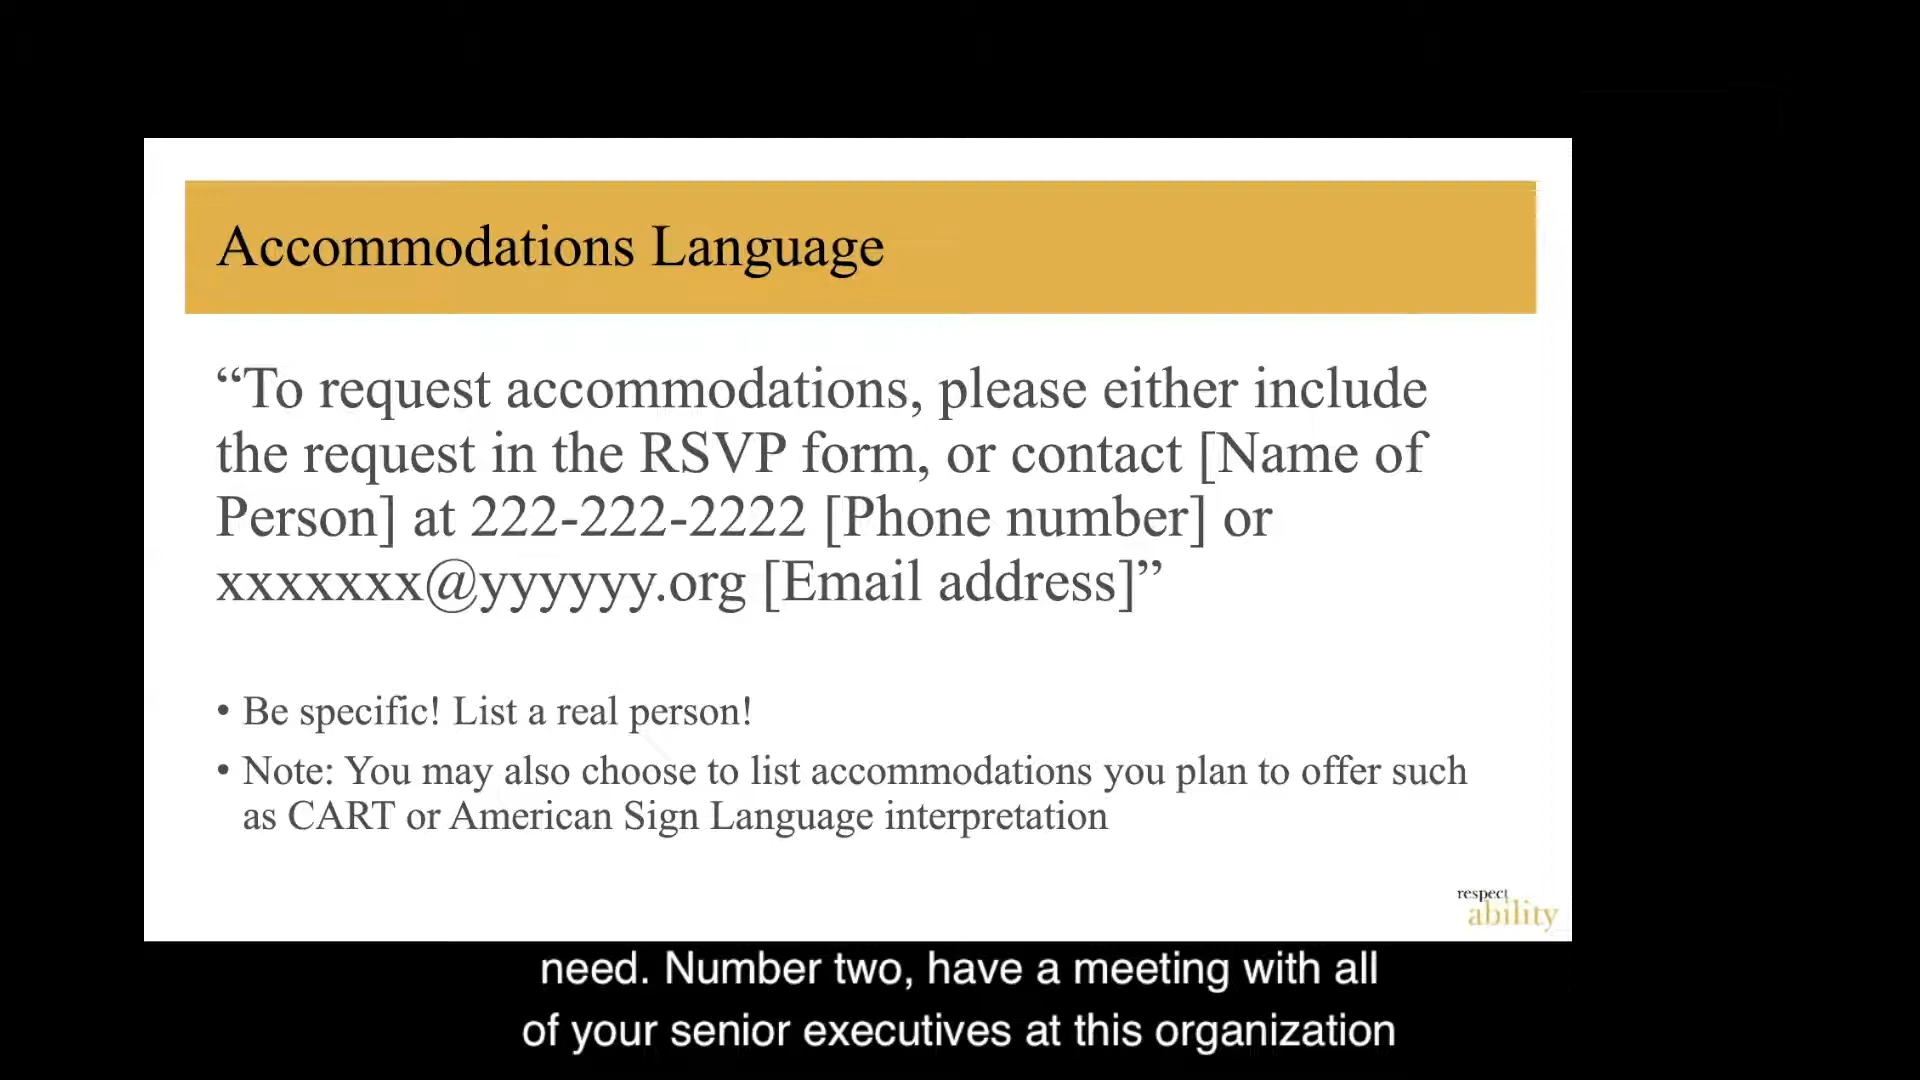 Accommodations Language
“To request accommodations, please either include
the request in the RSVP form, or contact [Name of
Person] at 222-222-2222 [Phone number] or
xxxxxxx@yyyyyy.org [Email address]”
• Be specific! List a real person!
• Note: You may also choose to list accommodations you plan to offer such
as CART or American Sign Language interpretation
respect
ability
need. Number two, have a meeting with all
of your senior executives at this organization